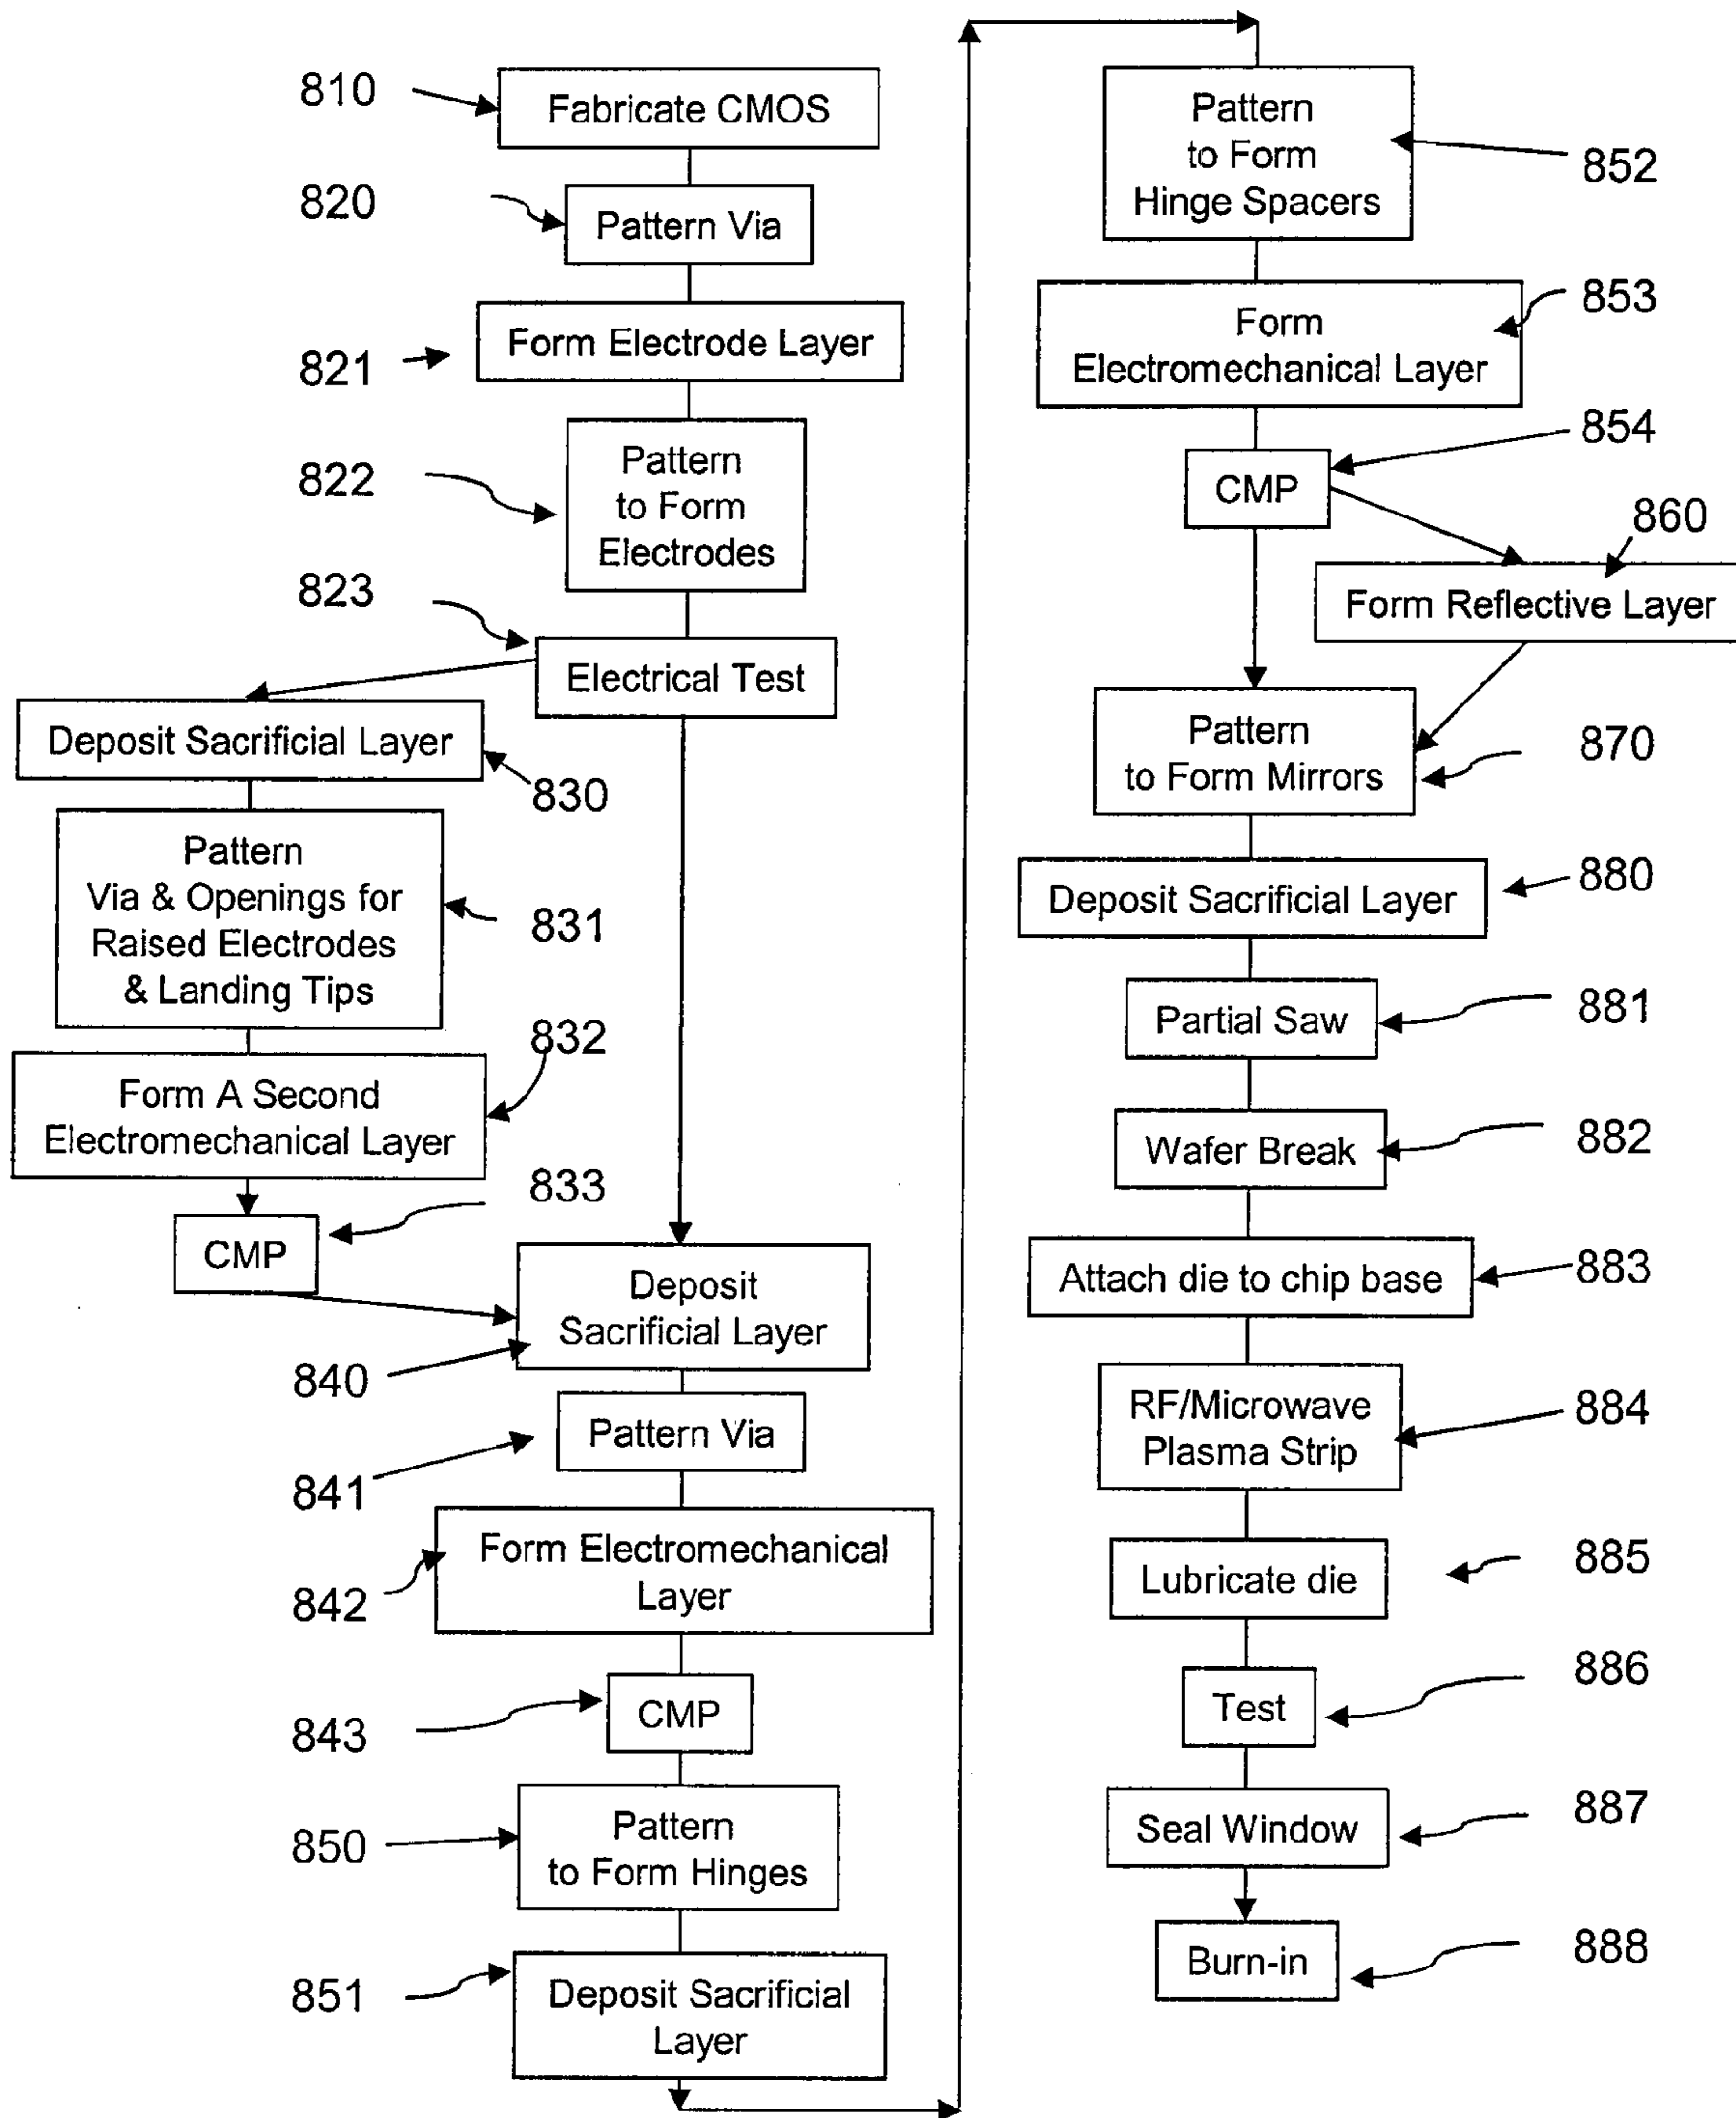 810
Fabricate CMOS
820
Pattern Via
821
Form Electrode Layer
822
Pattern
to Form
Electrodes
823
Electrical Test
Deposit Sacrificial Layer
830
Pattern
Via & Openings for
Raised Electrodes
& Landing Tips
831
832
Form A Second
Electromechanical Layer
833
CMP
Deposit
Sacrificial Layer
840
Pattern Via
841
Form Electromechanical
Layer
842
CMP
843
Pattern
to Form Hinges
850
Deposit Sacrificial
Layer
851
Pattern
to Form
Hinge Spacers
852
Form
Electromechanical Layer
853
854
CMP
860
Form Reflective Layer
Pattern
to Form Mirrors
870
Deposit Sacrificial Layer
880
Partial Saw
881
Wafer Break
882
Attach die to chip base
883
RF/Microwave
Plasma Strip
884
Lubricate die
885
Test
886
Seal Window
887
Burn-in
888